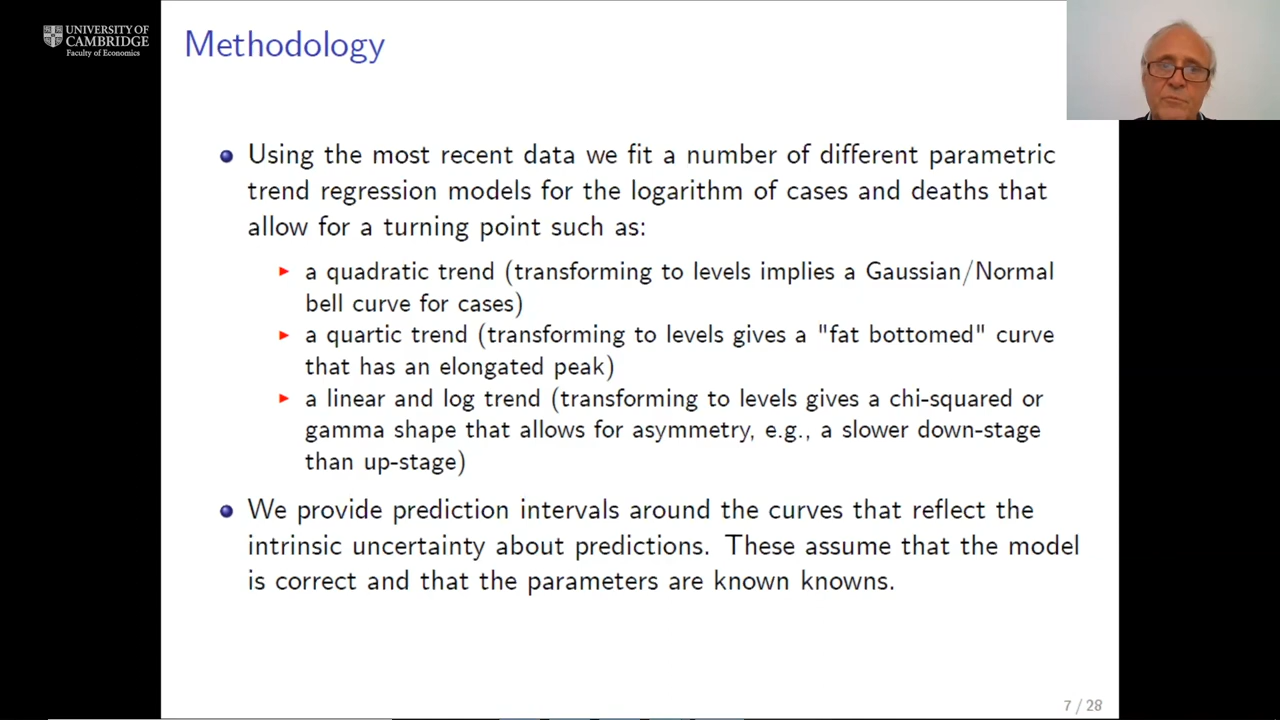 UNIVERSITY OF
CAMBRIDGE
Faculty of Economics
Methodology
Using the most recent data we fit a number of different parametric
trend regression models for the logarithm of cases and deaths that
allow for a turning point such as:
a quadratic trend (transforming to levels implies a Gaussian/Normal
bell curve for cases)
a quartic trend (transforming to levels gives a "fat bottomed" curve
that has an elongated peak)
a linear and log trend (transforming to levels gives a chi-squared or
gamma shape that allows for asymmetry, e.g., a slower down-stage
than up-stage)
We provide prediction intervals around the curves that reflect the
intrinsic uncertainty about predictions. These assume that the model
is correct and that the parameters are known knowns.
7 / 28